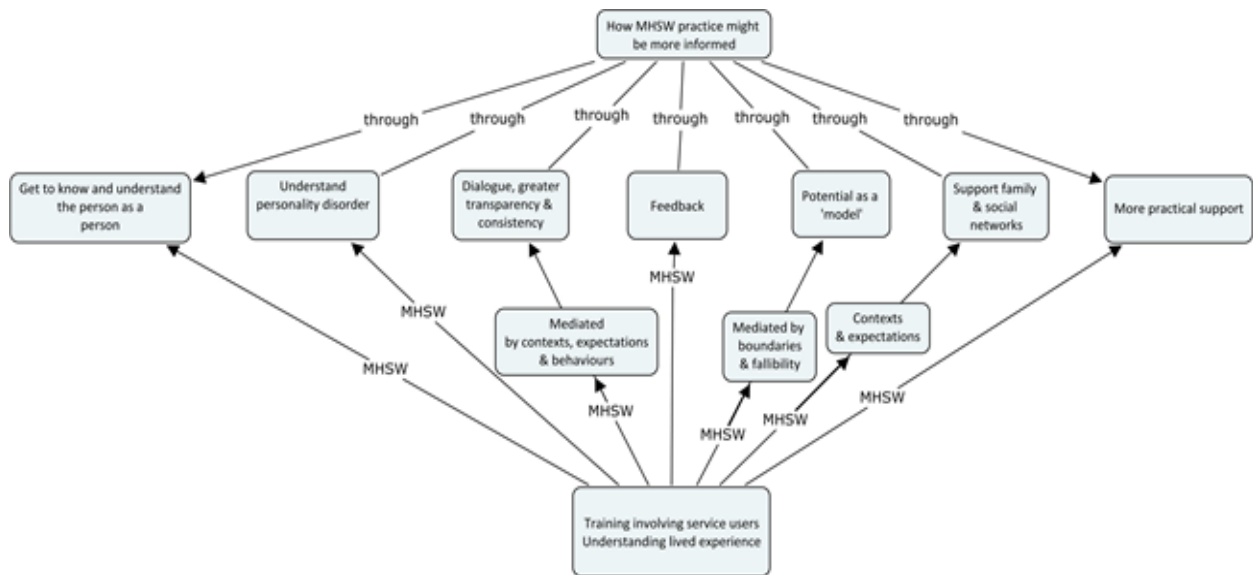 How MHSW practice might
be more informed
through
through
through
through
through
through
through
Get to know and understand
the person as a
person
Understand
personality disorder
Dialogue, greater
transparency &
consistency
Feedback
Potential as a
'model'
Support family
& social
networks
More practical support
MHSW
MHSW
Mediated
by contexts, expectations
& behaviours
Mediated by
boundaries
& fallibility
Contexts
& expectations
MHSW
MHSW
MHSW
MHSW
MHSW
Training involving service users
Understanding lived experience